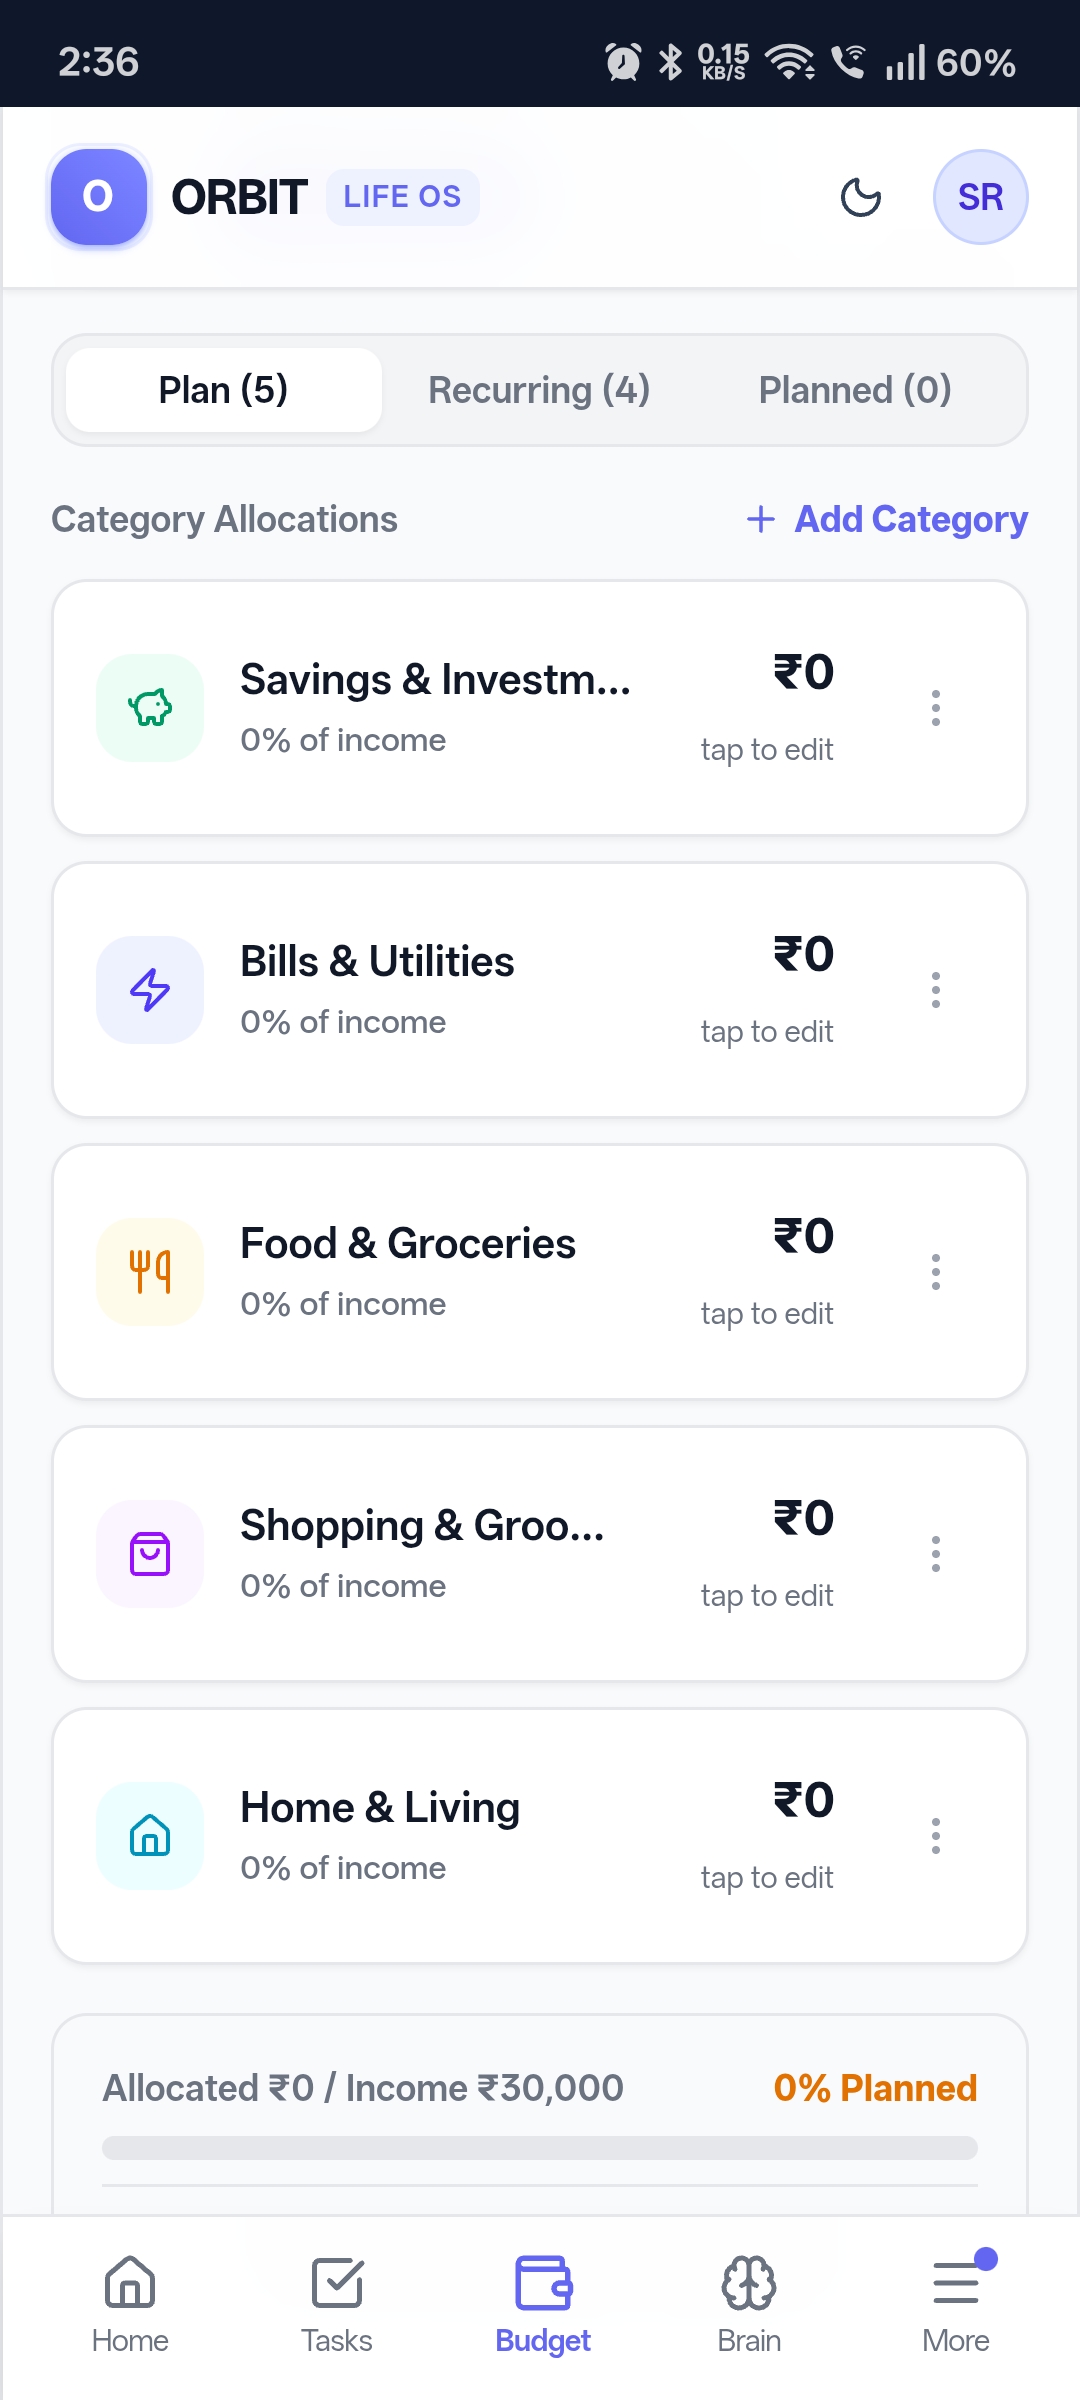 2:36
0.15 KB/S
60%
O ORBIT LIFE OS
SR
Plan (5) Recurring (4) Planned (0)
Category Allocations + Add Category
Savings & Investm... ₹0
0% of income tap to edit
Bills & Utilities ₹0
0% of income tap to edit
Food & Groceries ₹0
0% of income tap to edit
Shopping & Groo... ₹0
0% of income tap to edit
Home & Living ₹0
0% of income tap to edit
Allocated ₹0 / Income ₹30,000 0% Planned
Home Tasks Budget Brain More